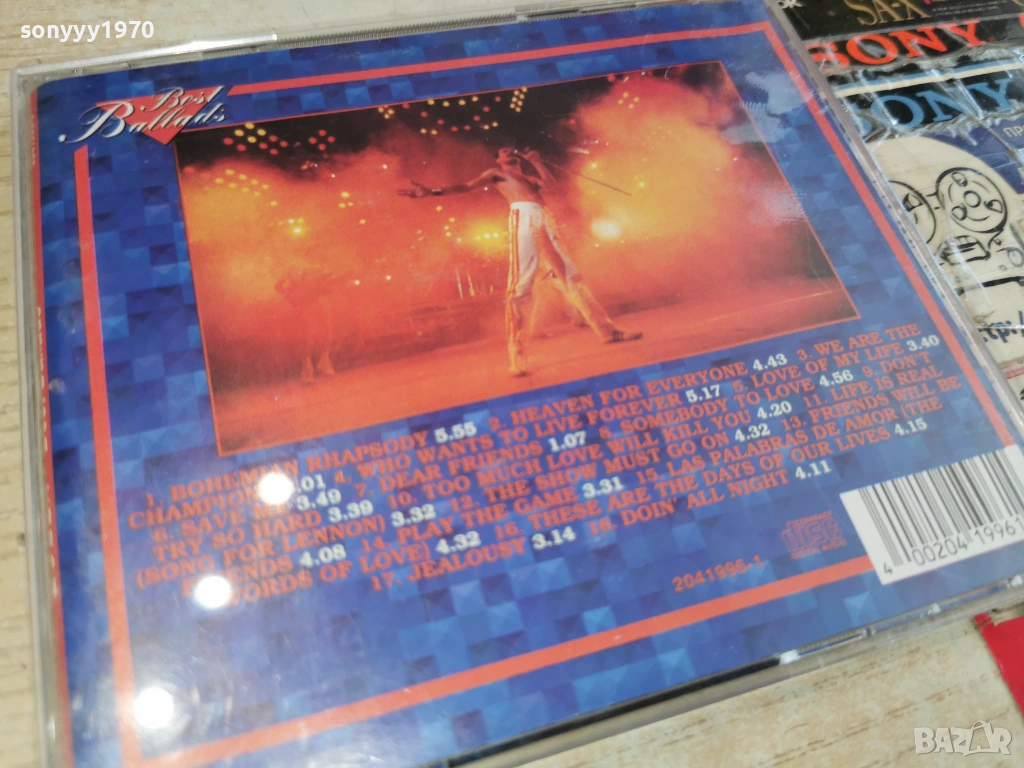 sonyyy1970
SA-X
SONY
SONY
ПР
Best
Ballads
1. BOHEMIAN RHAPSODY 5.55 2. HEAVEN FOR EVERYONE 4.43 3. WE ARE THE
CHAMPIONS .01 4. WHO WANTS TO LIVE FOREVER 5.17 5. LOVE OF MY LIFE 3.40
6. SAVE ME 3.49 7. DEAR FRIENDS 1.07 8. SOMEBODY TO LOVE 4.56 9. DON'T
TRY SO HARD 3.39 10. TOO MUCH LOVE WILL KILL YOU 4.20 11. LIFE IS REAL
(SONG FOR LENNON) 3.32 12. THE SHOW MUST GO ON 4.32 13. FRIENDS WILL BE
FRIENDS 4.08 14. PLAY THE GAME 3.31 15. LAS PALABRAS DE AMOR (THE
WORDS OF LOVE) 4.32 16. THESE ARE THE DAYS OF OUR LIVES 4.15
17. JEALOUSY 3.14 18. DOIN' ALL NIGHT 4.11
2041996-1
4 00204 19961
BAZAR